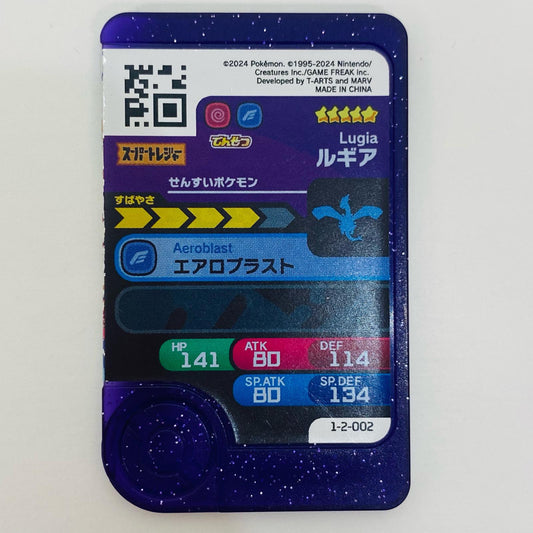 ©2024 Pokémon. ©1995-2024 Nintendo/
Creatures Inc./GAME FREAK inc.
Developed by T-ARTS and MARV
MADE IN CHINA
でんせつ
スーパートレジャー
Lugia
ルギア
せんすいポケモン
すばやさ
Aeroblast
エアロブラスト
HP 141
ATK 80
DEF 114
SP.ATK 80
SP.DEF 134
1-2-002